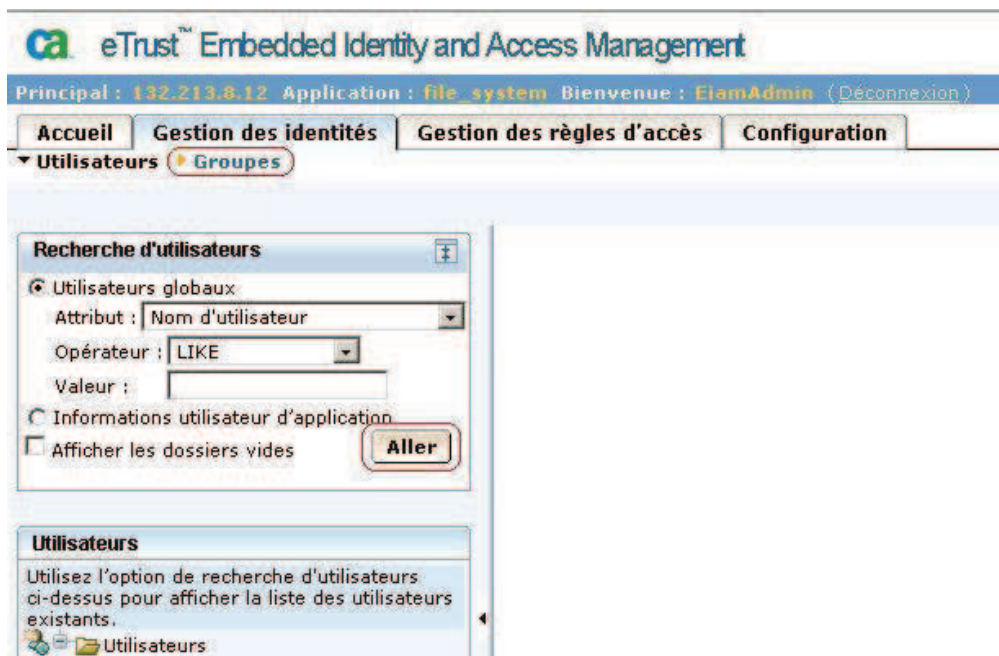 ca eTrust™ Embedded Identity and Access Management
Principal : 132.213.8.12 Application : file_system Bienvenue : EiamAdmin (Déconnexion)
Accueil Gestion des identités Gestion des règles d'accès Configuration
Utilisateurs Groupes
Recherche d'utilisateurs
Utilisateurs globaux
Attribut : Nom d'utilisateur
Opérateur : LIKE
Valeur :
Informations utilisateur d'application
Afficher les dossiers vides Aller
Utilisateurs
Utilisez l'option de recherche d'utilisateurs
ci-dessus pour afficher la liste des utilisateurs
existants.
Utilisateurs